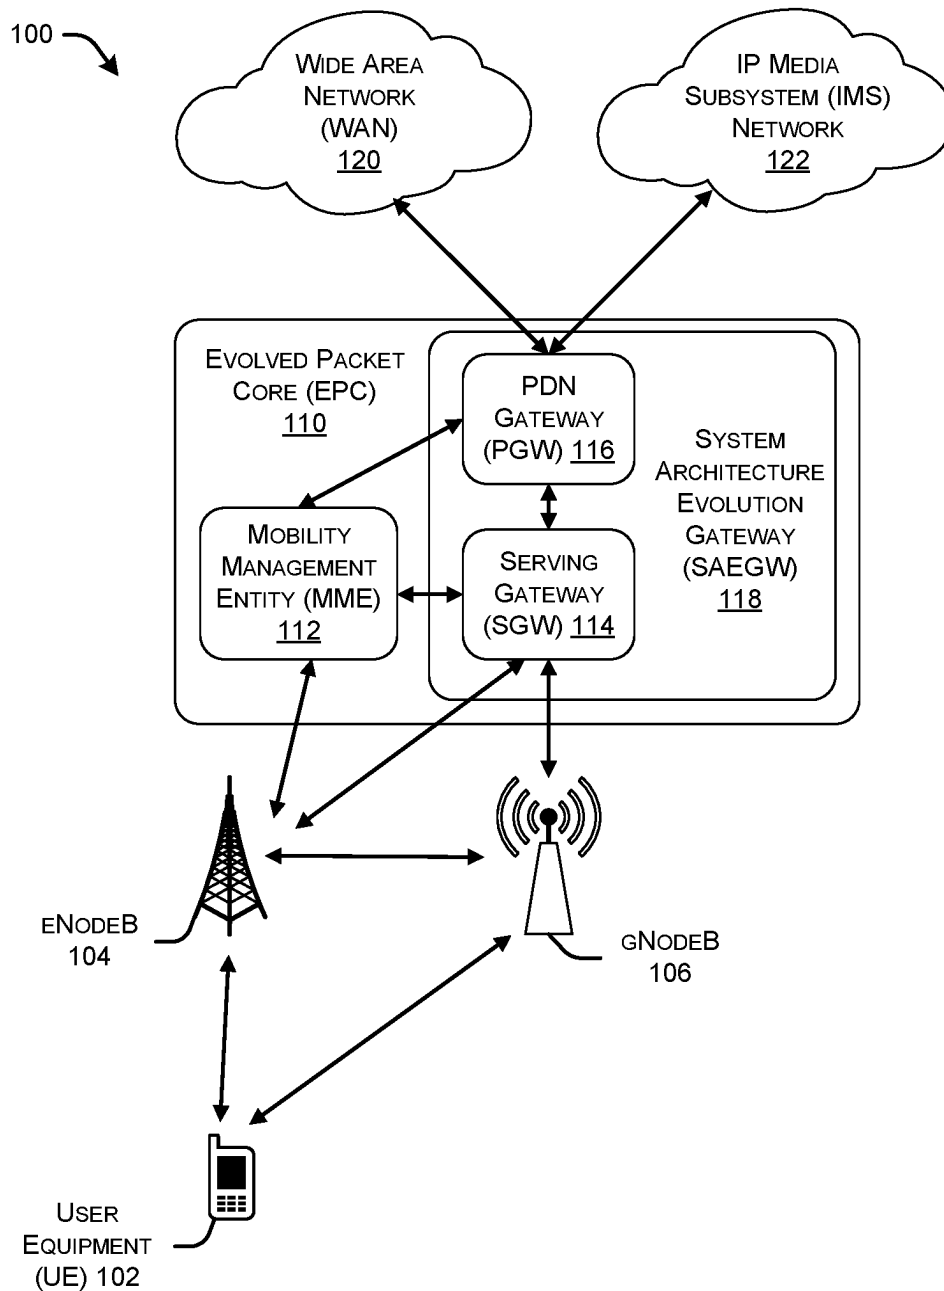 100
WIDE AREA
NETWORK
(WAN)
120
IP MEDIA
SUBSYSTEM (IMS)
NETWORK
122
EVOLVED PACKET
CORE (EPC)
110
PDN
GATEWAY
(PGW) 116
SYSTEM
ARCHITECTURE
EVOLUTION
GATEWAY
(SAEGW)
118
MOBILITY
MANAGEMENT
ENTITY (MME)
112
SERVING
GATEWAY
(SGW) 114
ENODEB
104
GNODEB
106
USER
EQUIPMENT
(UE) 102